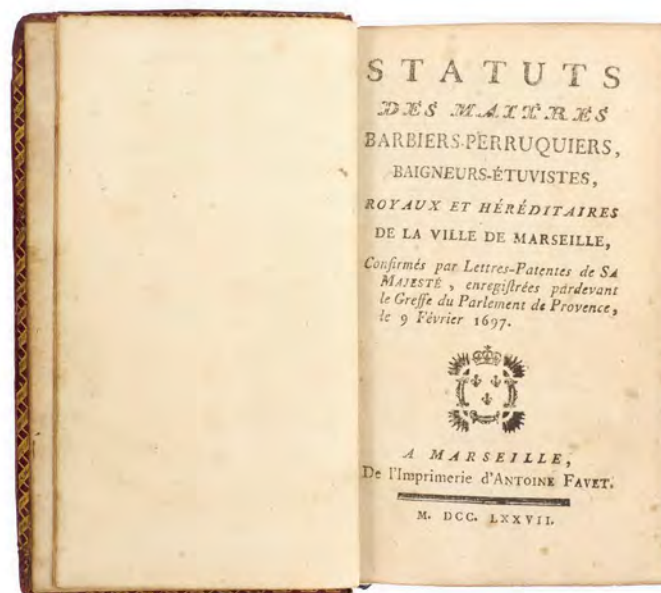 STATUTS
DES MAITRES
BARBIERS-PERRUQUIERS,
BAIGNEURS-ÉTUVISTES,
ROYAUX ET HÉRÉDITAIRES
DE LA VILLE DE MARSEILLE,
Confirmés par Lettres-Patentes de SA
MAJESTÉ , enregiſtrées pardevant
le Greffe du Parlement de Provence,
le 9 Février 1697.
A MARSEILLE,
De l'Imprimerie d'ANTOINE FAVET.
M. DCC. LXXVII.